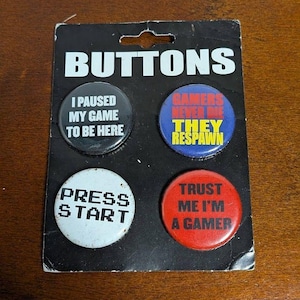 BUTTONS
I PAUSED
MY GAME
TO BE HERE
GAMERS
NEVER DIE
THEY
RESPAWN
PRESS
START
TRUST
ME I'M
A GAMER